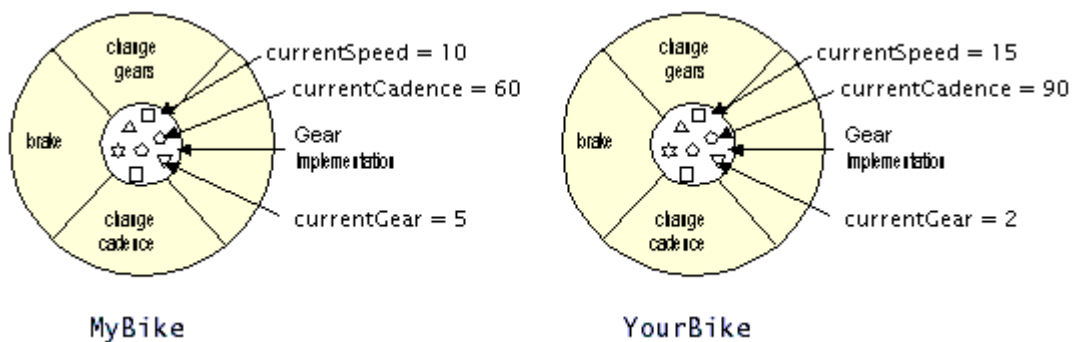 change
gears
currentSpeed = 10
currentCadence = 60
brake
Gear
Implementation
change
cadence
currentGear = 5
MyBike
change
gears
currentSpeed = 15
currentCadence = 90
brake
Gear
Implementation
change
cadence
currentGear = 2
YourBike